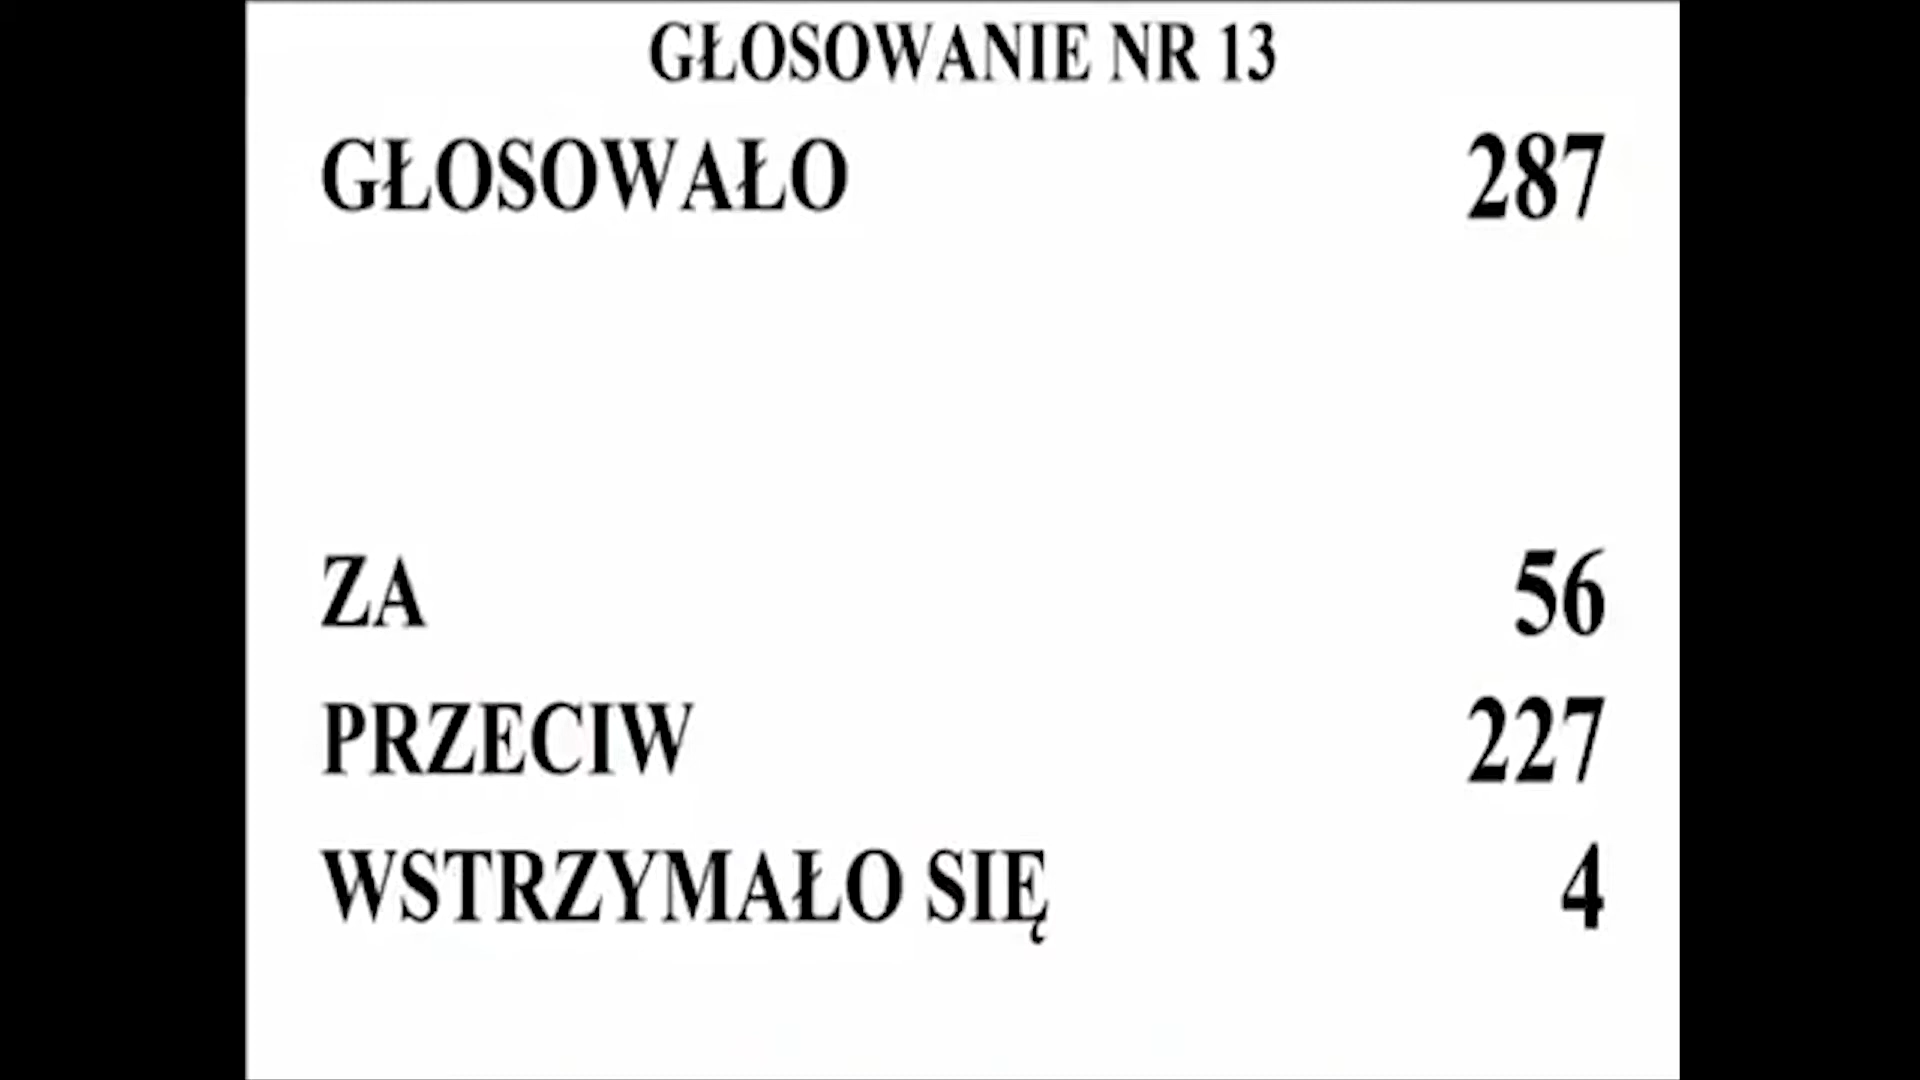 GŁOSOWANIE NR 13
GŁOSOWAŁO 287
ZA 56
PRZECIW 227
WSTRZYMAŁO SIĘ 4